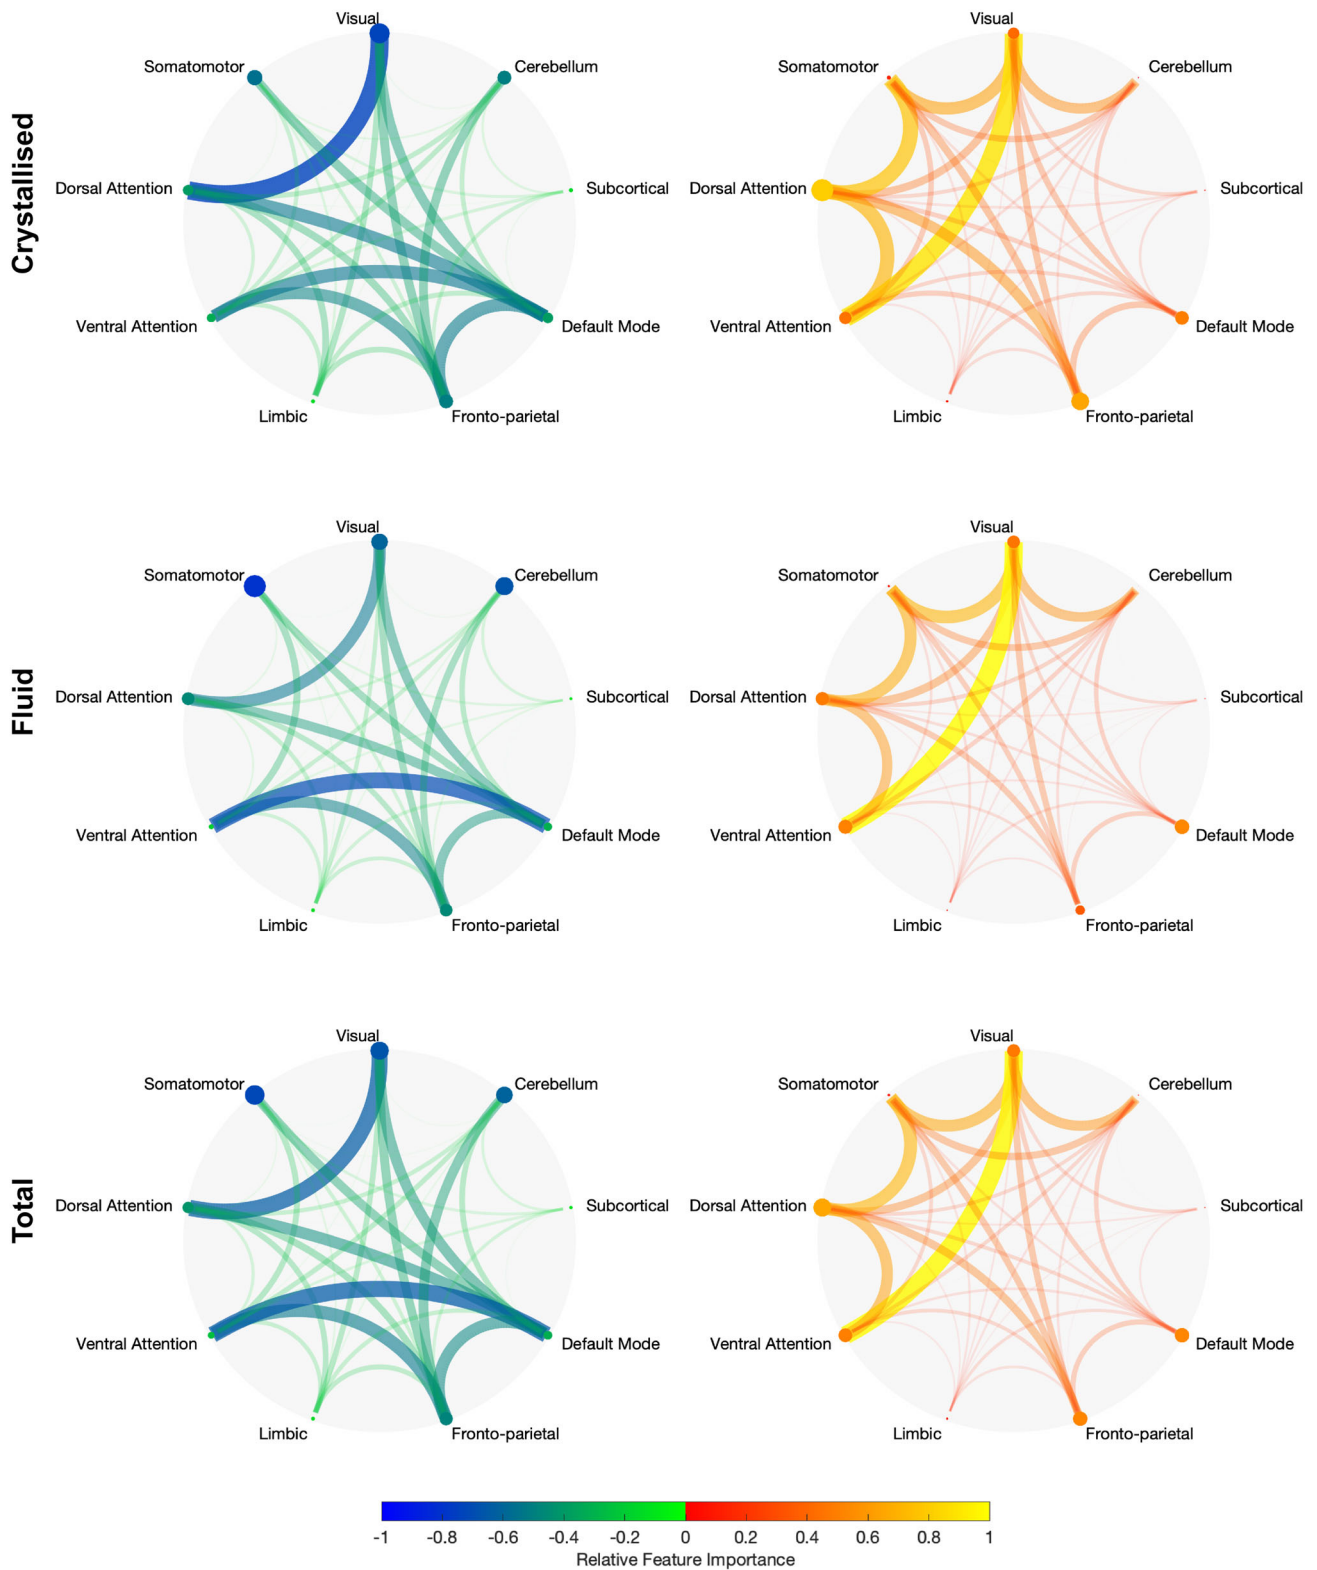 Crystallised
Visual
Somatomotor
Cerebellum
Dorsal Attention
Subcortical
Ventral Attention
Default Mode
Limbic
Fronto-parietal
Visual
Somatomotor
Cerebellum
Dorsal Attention
Subcortical
Ventral Attention
Default Mode
Limbic
Fronto-parietal
Fluid
Visual
Somatomotor
Cerebellum
Dorsal Attention
Subcortical
Ventral Attention
Default Mode
Limbic
Fronto-parietal
Visual
Somatomotor
Cerebellum
Dorsal Attention
Subcortical
Ventral Attention
Default Mode
Limbic
Fronto-parietal
Total
Visual
Somatomotor
Cerebellum
Dorsal Attention
Subcortical
Ventral Attention
Default Mode
Limbic
Fronto-parietal
Visual
Somatomotor
Cerebellum
Dorsal Attention
Subcortical
Ventral Attention
Default Mode
Limbic
Fronto-parietal
-1 -0.8 -0.6 -0.4 -0.2 0 0.2 0.4 0.6 0.8 1
Relative Feature Importance